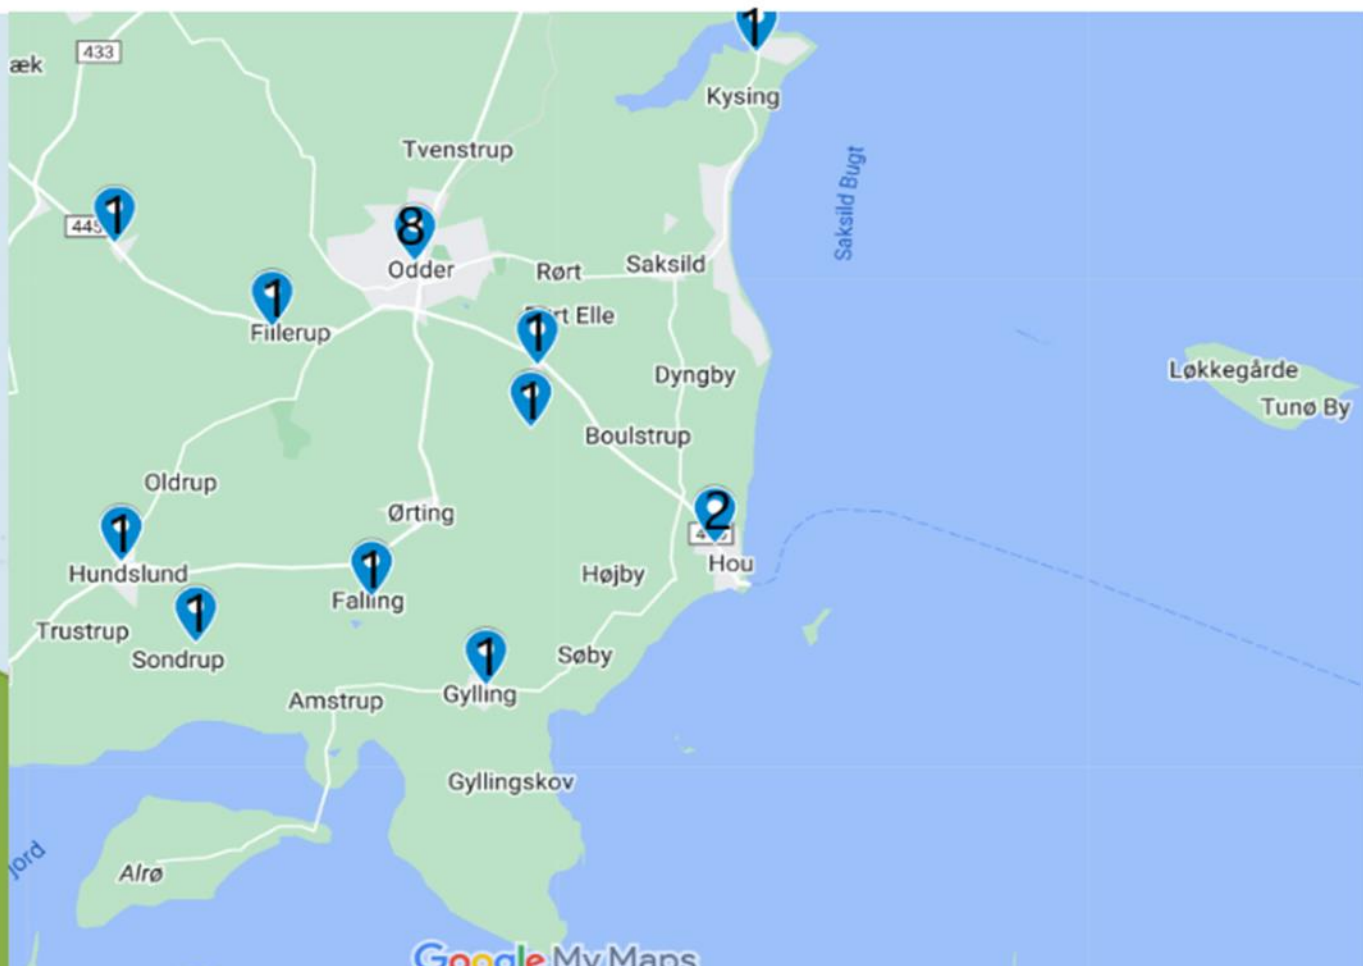 1
433
æk
Kysing
Tvenstrup
Saksild Bugt
1
445
8
Odder
Rørt
Saksild
1
Fillerup
1
rt Elle
Løkkegårde
Dyngby
Tunø By
1
Boulstrup
Oldrup
1
Ørting
2
Hundslund
1
Falling
Højby
Hou
1
Trustrup
Sondrup
1
Søby
Gylling
Amstrup
Gyllingskov
jord
Alrø
Google My Maps